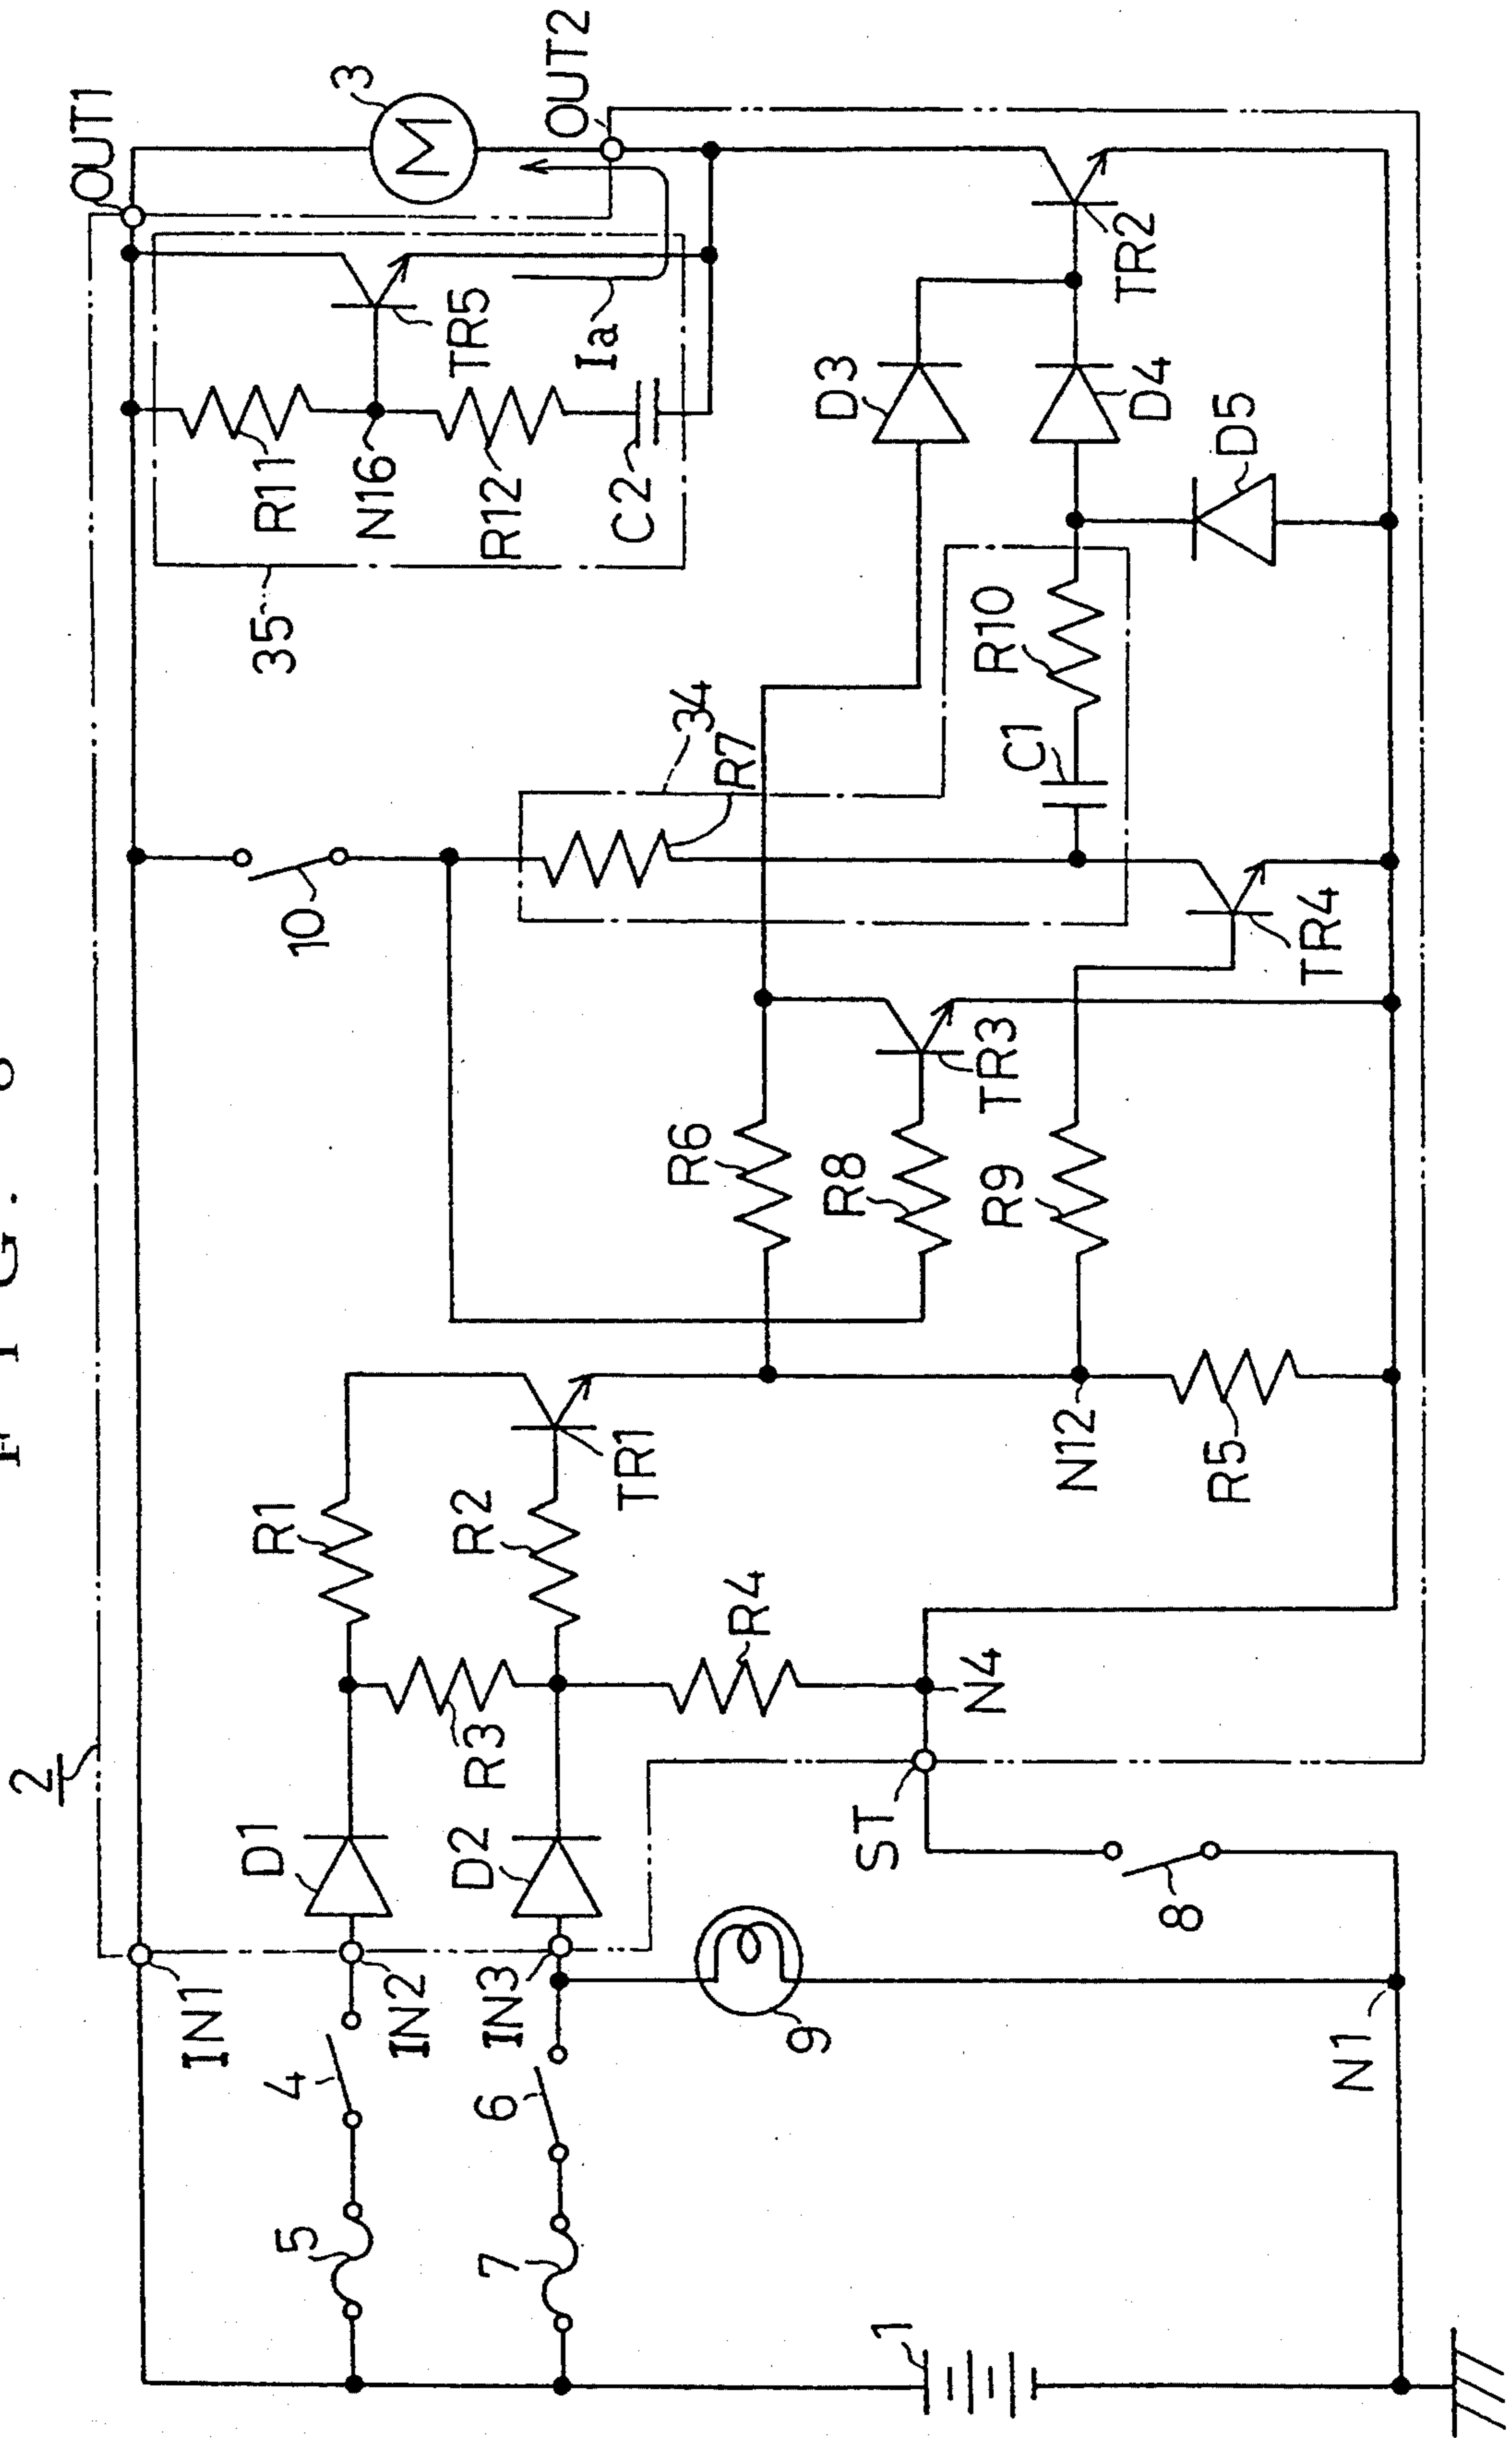 FIG. 8
2
OUT1
3
OUT2
35
R11
N16
TR5
R12
Ia
C2
10
34
R7
D3
D4
D5
TR2
R10
C1
TR4
R6
R8
TR3
R9
R1
R2
TR1
N12
R5
R3
R4
N4
D1
D2
ST
IN1
4
IN2
IN3
6
9
8
5
7
1
N1